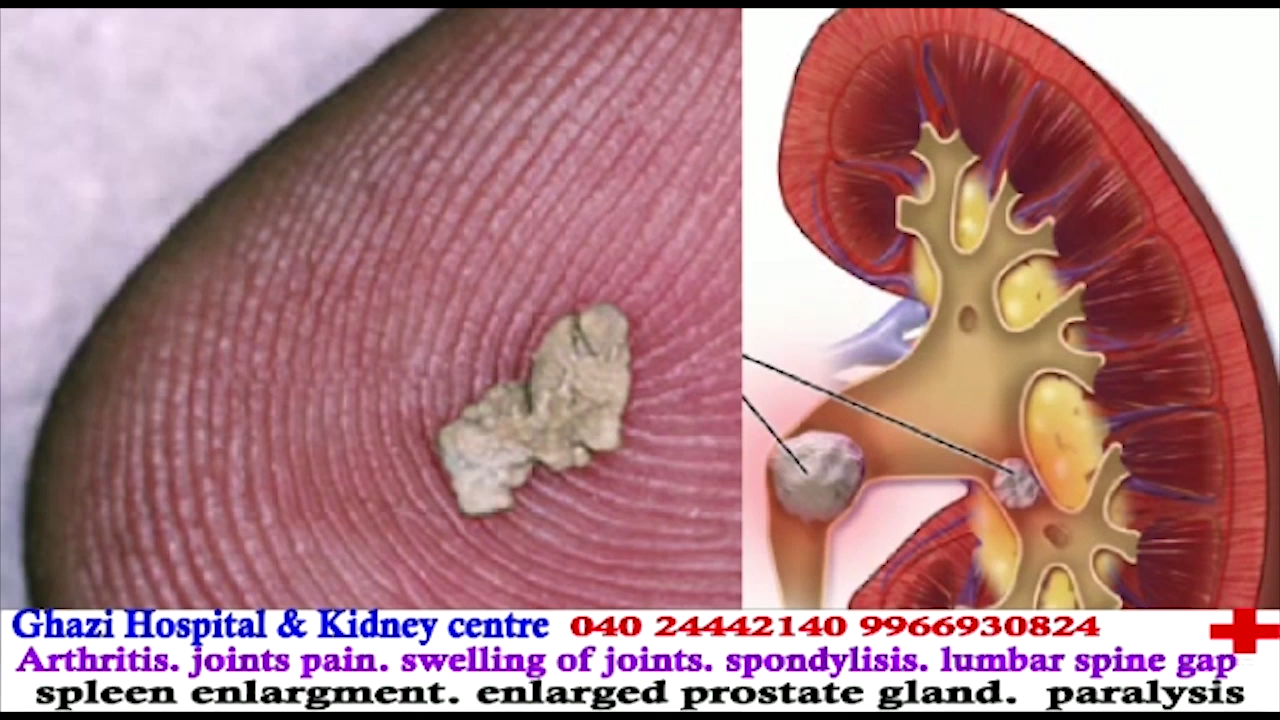 Ghazi Hospital & Kidney centre 040 24442140 9966930824
Arthritis. joints pain. swelling of joints. spondylisis. lumbar spine gap
spleen enlargment. enlarged prostate gland. paralysis